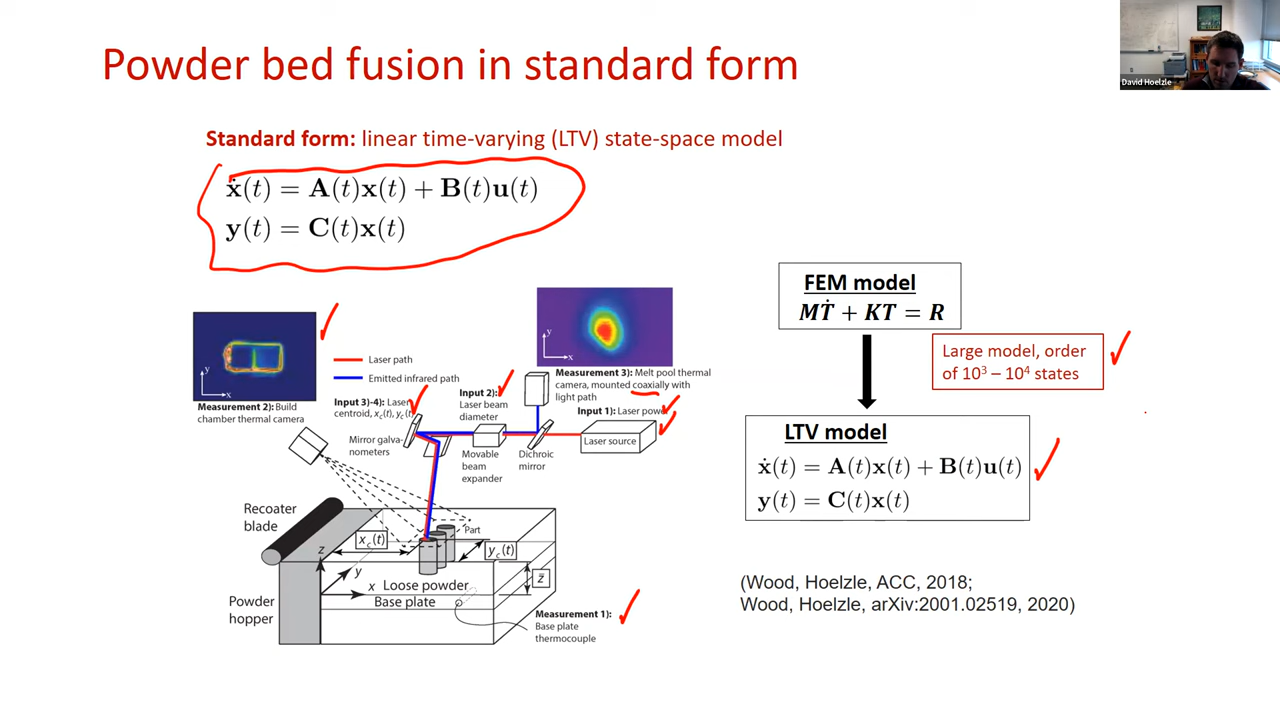 Powder bed fusion in standard form
David Hoelzle
Standard form: linear time-varying (LTV) state-space model
ẋ(t) = A(t)x(t) + B(t)u(t)
y(t) = C(t)x(t)
y
x
Measurement 2): Build
chamber thermal camera
Laser path
Emitted infrared path
Input 3)-4): Laser
centroid, x_c(t), y_c(t)
Mirror galva-
nometers
Input 2):
Laser beam
diameter
Movable
beam
expander
y
x
Measurement 3): Melt pool thermal
camera, mounted coaxially with
light path
Input 1): Laser power
Laser source
Dichroic
mirror
Recoater
blade
Powder
hopper
z
y
x
x_c(t)
y_c(t)
z̄
Part
Loose powder
Base plate
Measurement 1):
Base plate
thermocouple
FEM model
MṪ + KT = R
Large model, order
of 10³ – 10⁴ states
LTV model
ẋ(t) = A(t)x(t) + B(t)u(t)
y(t) = C(t)x(t)
(Wood, Hoelzle, ACC, 2018;
Wood, Hoelzle, arXiv:2001.02519, 2020)